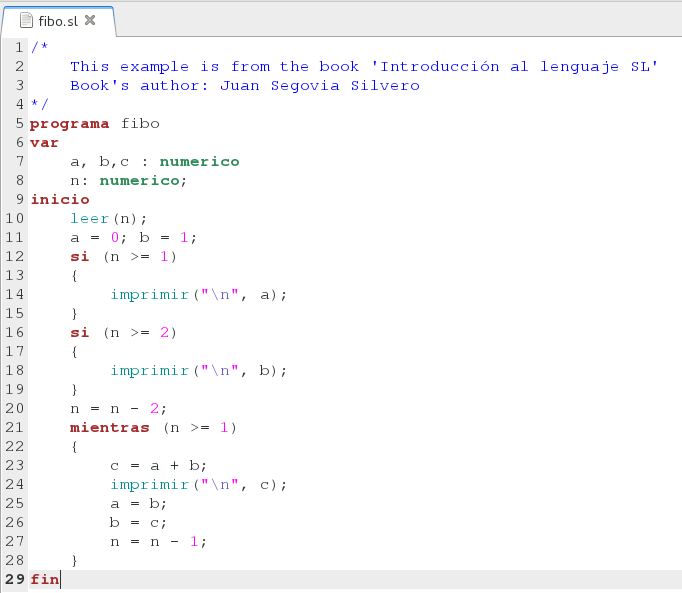 fibo.sl
1 /*
2     This example is from the book 'Introducción al lenguaje SL'
3     Book's author: Juan Segovia Silvero
4 */
5 programa fibo
6 var
7     a, b,c : numerico
8     n: numerico;
9 inicio
10     leer(n);
11     a = 0; b = 1;
12     si (n >= 1)
13     {
14         imprimir("\n", a);
15     }
16     si (n >= 2)
17     {
18         imprimir("\n", b);
19     }
20     n = n - 2;
21     mientras (n >= 1)
22     {
23         c = a + b;
24         imprimir("\n", c);
25         a = b;
26         b = c;
27         n = n - 1;
28     }
29 fin